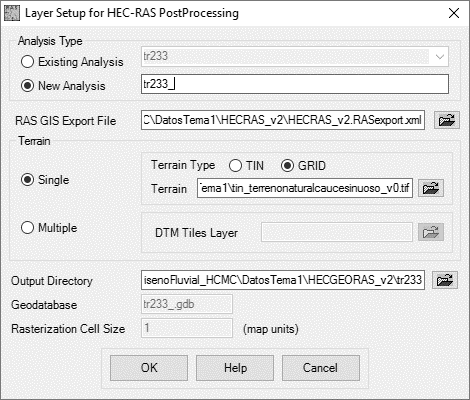 Layer Setup for HEC-RAS PostProcessing
Analysis Type
Existing Analysis tr233
New Analysis tr233_
RAS GIS Export File C\DatosTema1\HECRAS_v2\HECRAS_v2.RASexport.xml
Terrain
Single
Terrain Type TIN GRID
Terrain ema1\tin_terrenonaturalcaucesinuoso_v0.tif
Multiple
DTM Tiles Layer
Output Directory isenoFluvial_HCMC\DatosTema1\HECGEORAS_v2\tr233
Geodatabase tr233_.gdb
Rasterization Cell Size 1 (map units)
OK Help Cancel